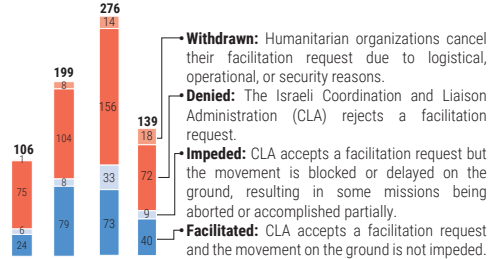 276
14
199
8
156
104
139
18
106
1
75
72
33
8
9
6
24
79
73
40
Withdrawn: Humanitarian organizations cancel
their facilitation request due to logistical,
operational, or security reasons.
Denied: The Israeli Coordination and Liaison
Administration (CLA) rejects a facilitation
request.
Impeded: CLA accepts a facilitation request but
the movement is blocked or delayed on the
ground, resulting in some missions being
aborted or accomplished partially.
Facilitated: CLA accepts a facilitation request
and the movement on the ground is not impeded.